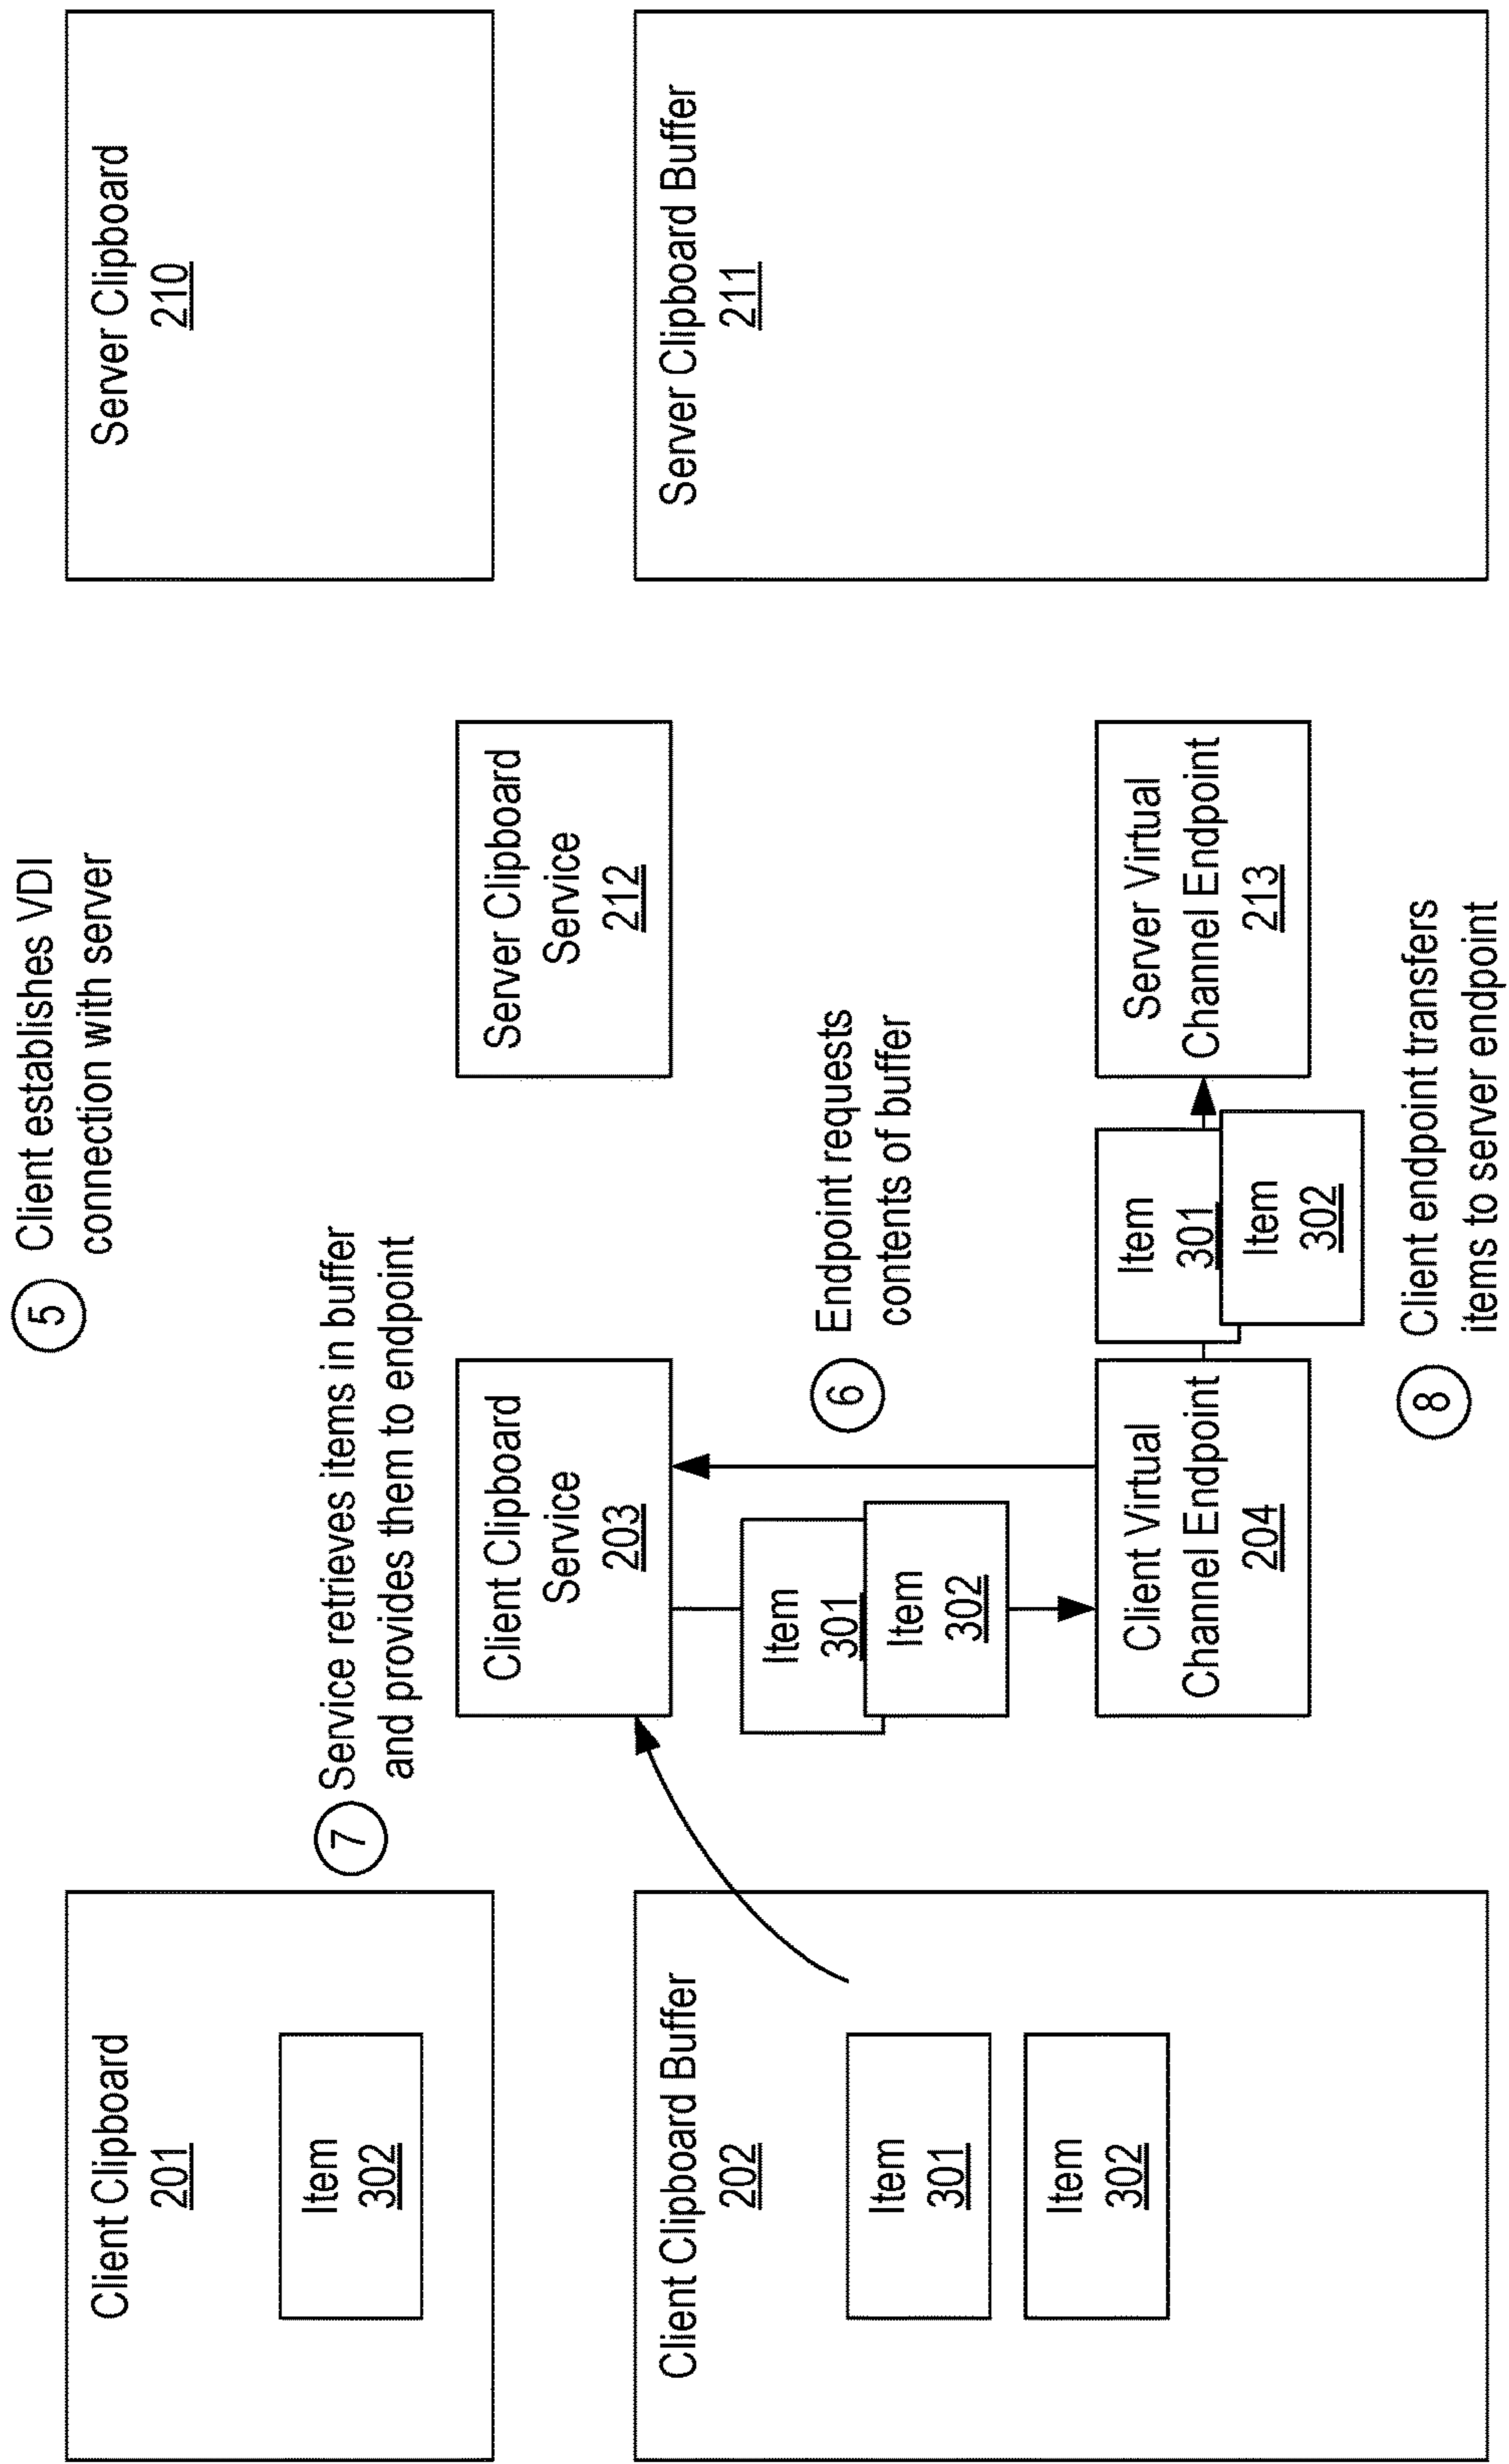 5 Client establishes VDI
connection with server
Client Clipboard
201
Item
302
7 Service retrieves items in buffer
and provides them to endpoint
Server Clipboard
210
Client Clipboard
Service
203
Server Clipboard
Service
212
Client Clipboard Buffer
202
Item
301
Item
302
Item
301
Item
302
6 Endpoint requests
contents of buffer
Server Clipboard Buffer
211
Client Virtual
Channel Endpoint
204
Item
301
Item
302
Server Virtual
Channel Endpoint
213
8 Client endpoint transfers
items to server endpoint